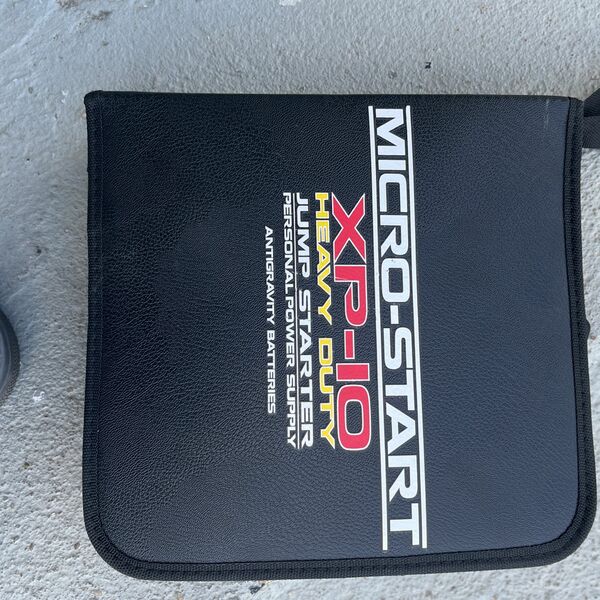 MICRO-START
XP-10
HEAVY DUTY
JUMP STARTER
PERSONAL POWER SUPPLY
ANTIGRAVITY BATTERIES